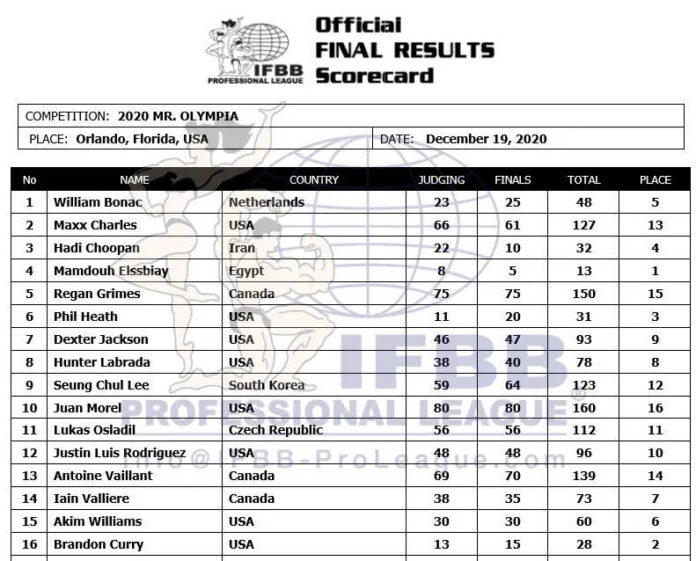 Official
FINAL RESULTS
Scorecard
IFBB
PROFESSIONAL LEAGUE
COMPETITION: 2020 MR. OLYMPIA
PLACE: Orlando, Florida, USA DATE: December 19, 2020
No NAME COUNTRY JUDGING FINALS TOTAL PLACE
1 William Bonac Netherlands 23 25 48 5
2 Maxx Charles USA 66 61 127 13
3 Hadi Choopan Iran 22 10 32 4
4 Mamdouh Elssbiay Egypt 8 5 13 1
5 Regan Grimes Canada 75 75 150 15
6 Phil Heath USA 11 20 31 3
7 Dexter Jackson USA 46 47 93 9
8 Hunter Labrada USA 38 40 78 8
9 Seung Chul Lee South Korea 59 64 123 12
10 Juan Morel USA 80 80 160 16
11 Lukas Osladil Czech Republic 56 56 112 11
12 Justin Luis Rodriguez USA 48 48 96 10
13 Antoine Vaillant Canada 69 70 139 14
14 Iain Valliere Canada 38 35 73 7
15 Akim Williams USA 30 30 60 6
16 Brandon Curry USA 13 15 28 2
IFBB
PROFESSIONAL LEAGUE®
info@IFBB-ProLeague.com